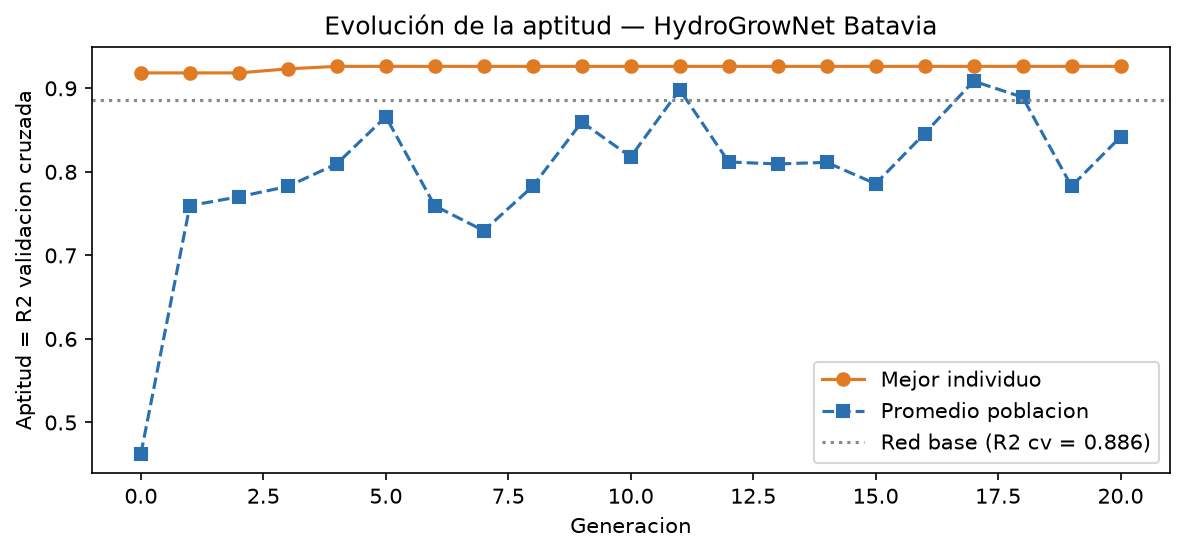 Evolución de la aptitud — HydroGrowNet Batavia
Aptitud = R2 validacion cruzada
0.9
0.8
0.7
0.6
0.5
Mejor individuo
Promedio poblacion
Red base (R2 cv = 0.886)
0.0 2.5 5.0 7.5 10.0 12.5 15.0 17.5 20.0
Generacion